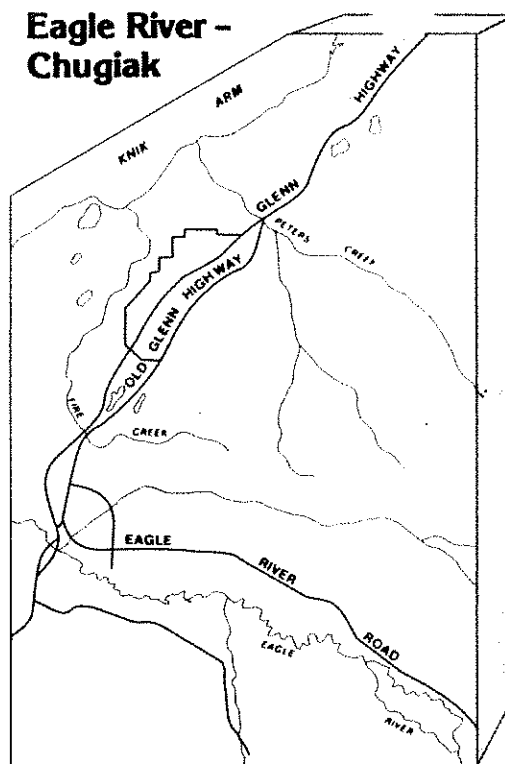 Eagle River –
Chugiak
KNIK ARM
GLENN HIGHWAY
PETERS CREEK
OLD GLENN HIGHWAY
FIRE CREEK
EAGLE RIVER ROAD
EAGLE RIVER